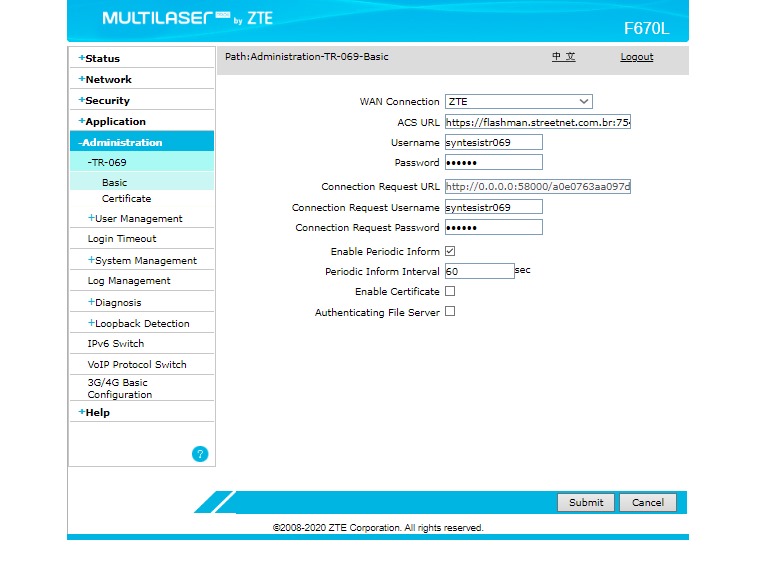 MULTILASER PRO by ZTE
F670L
Path:Administration-TR-069-Basic
中 文
Logout
+Status
+Network
+Security
+Application
-Administration
-TR-069
Basic
Certificate
+User Management
Login Timeout
+System Management
Log Management
+Diagnosis
+Loopback Detection
IPv6 Switch
VoIP Protocol Switch
3G/4G Basic
Configuration
+Help
?
WAN Connection ZTE
ACS URL https://flashman.streetnet.com.br:754
Username syntesistr069
Password ••••••
Connection Request URL http://0.0.0.0:58000/a0e0763aa097d
Connection Request Username syntesistr069
Connection Request Password ••••••
Enable Periodic Inform
Periodic Inform Interval 60 sec
Enable Certificate
Authenticating File Server
Submit
Cancel
©2008-2020 ZTE Corporation. All rights reserved.